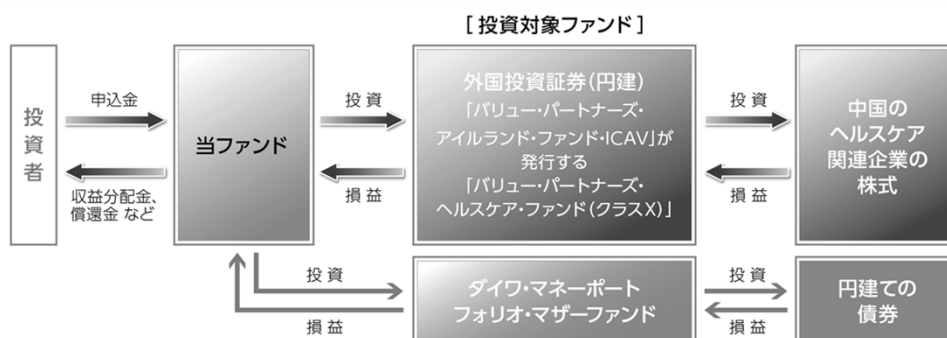 [投資対象ファンド]
投資者
申込金
収益分配金、
償還金 など
当ファンド
投 資
損 益
外国投資証券(円建)
「バリュー・パートナーズ・
アイルランド・ファンド・ICAV」が
発行する
「バリュー・パートナーズ・
ヘルスケア・ファンド(クラスX)」
投 資
損 益
中国の
ヘルスケア
関連企業の
株式
投 資
損 益
ダイワ・マネーポート
フォリオ・マザーファンド
投 資
損 益
円建ての
債券